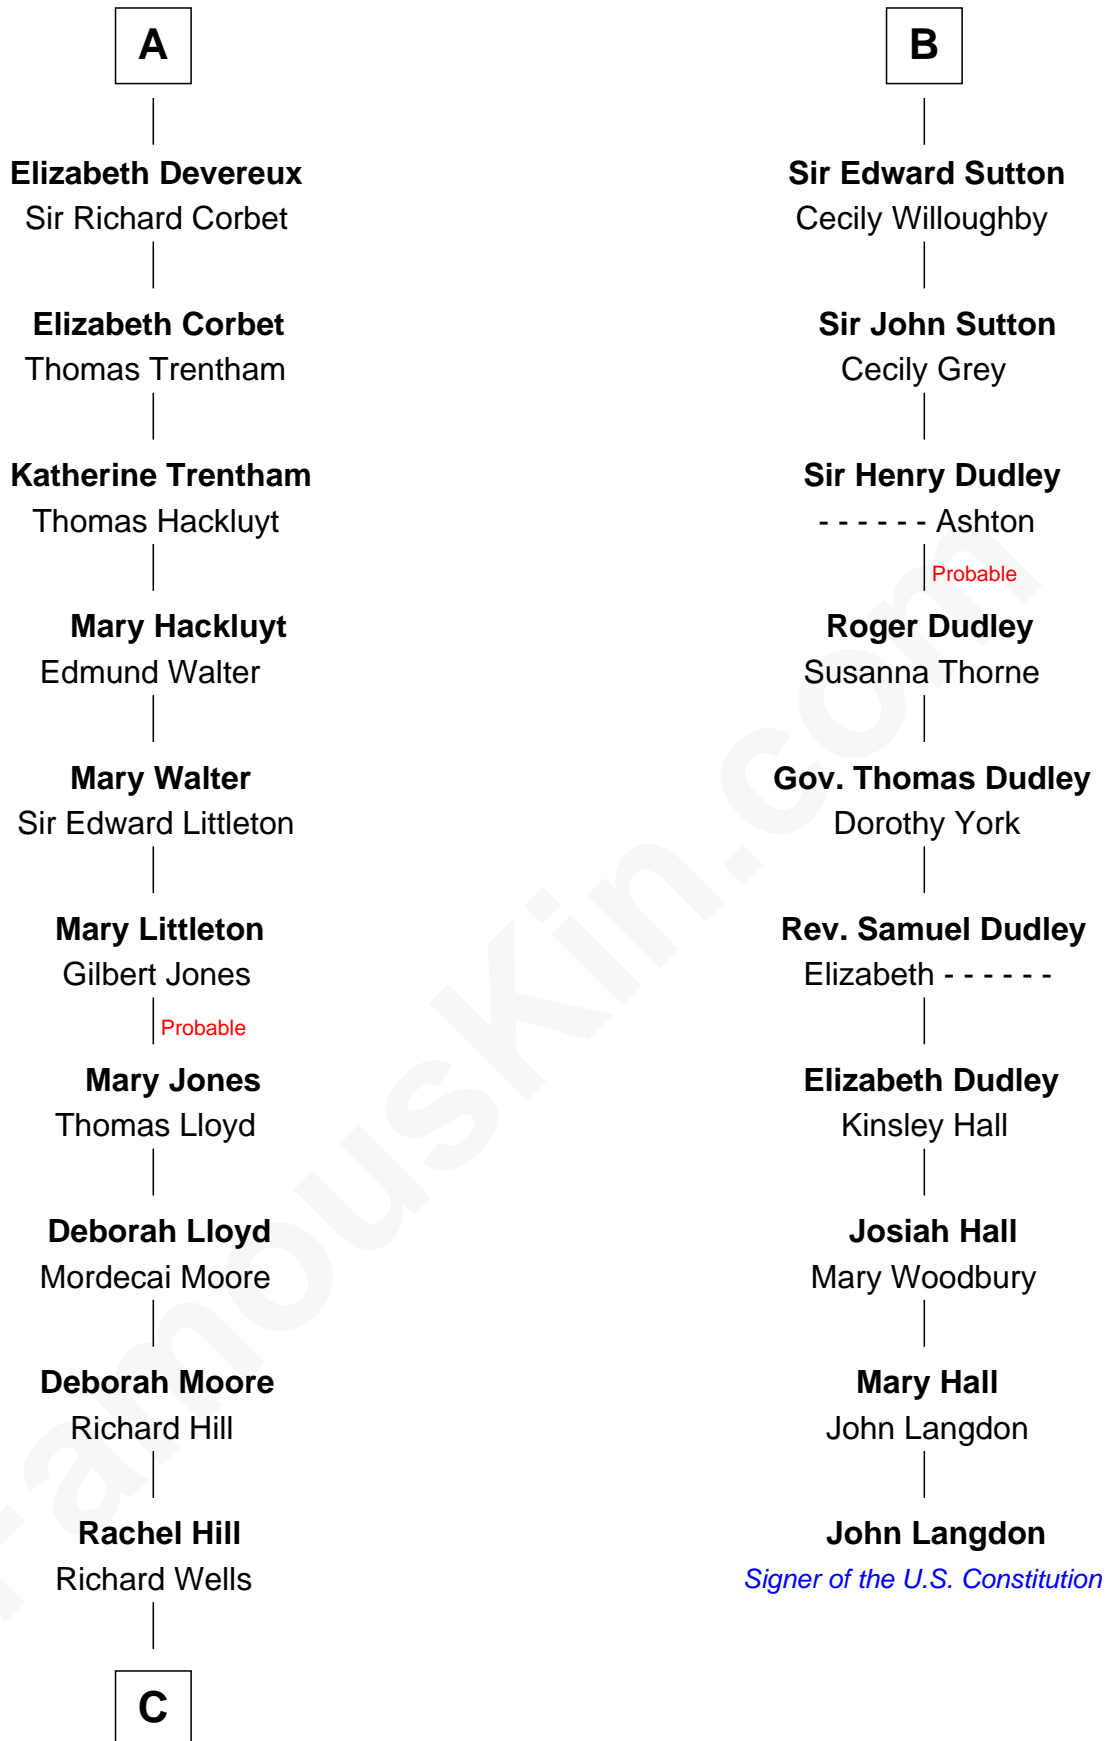 A
Elizabeth Devereux
Sir Richard Corbet
Elizabeth Corbet
Thomas Trentham
Katherine Trentham
Thomas Hackluyt
Mary Hackluyt
Edmund Walter
Mary Walter
Sir Edward Littleton
Mary Littleton
Gilbert Jones
Probable
Mary Jones
Thomas Lloyd
Deborah Lloyd
Mordecai Moore
Deborah Moore
Richard Hill
Rachel Hill
Richard Wells
C
B
Sir Edward Sutton
Cecily Willoughby
Sir John Sutton
Cecily Grey
Sir Henry Dudley
- - - - - - Ashton
Probable
Roger Dudley
Susanna Thorne
Gov. Thomas Dudley
Dorothy York
Rev. Samuel Dudley
Elizabeth - - - - - -
Elizabeth Dudley
Kinsley Hall
Josiah Hall
Mary Woodbury
Mary Hall
John Langdon
John Langdon
Signer of the U.S. Constitution
FamousKin.com